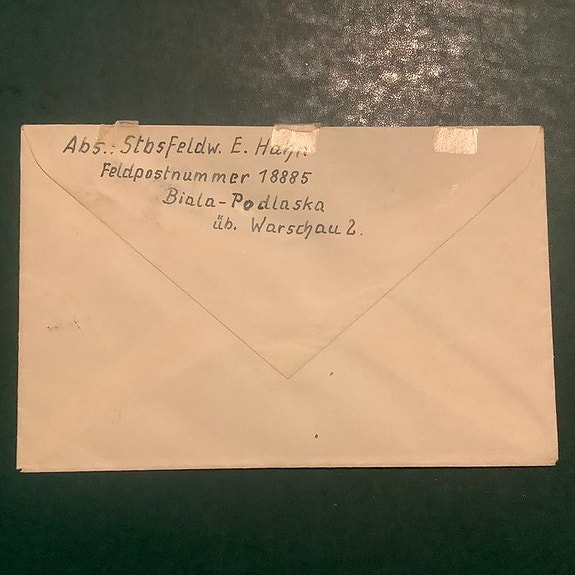 Abs.: Stbsfeldw. E.
Feldpostnummer 18885
Biala-Podlaska
üb. Warschau 2.